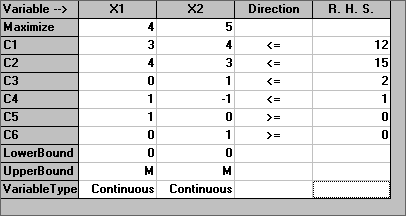 Variable --> X1 X2 Direction R. H. S.
Maximize 4 5
C1 3 4 <= 12
C2 4 3 <= 15
C3 0 1 <= 2
C4 1 -1 <= 1
C5 1 0 >= 0
C6 0 1 >= 0
LowerBound 0 0
UpperBound M M
VariableType Continuous Continuous